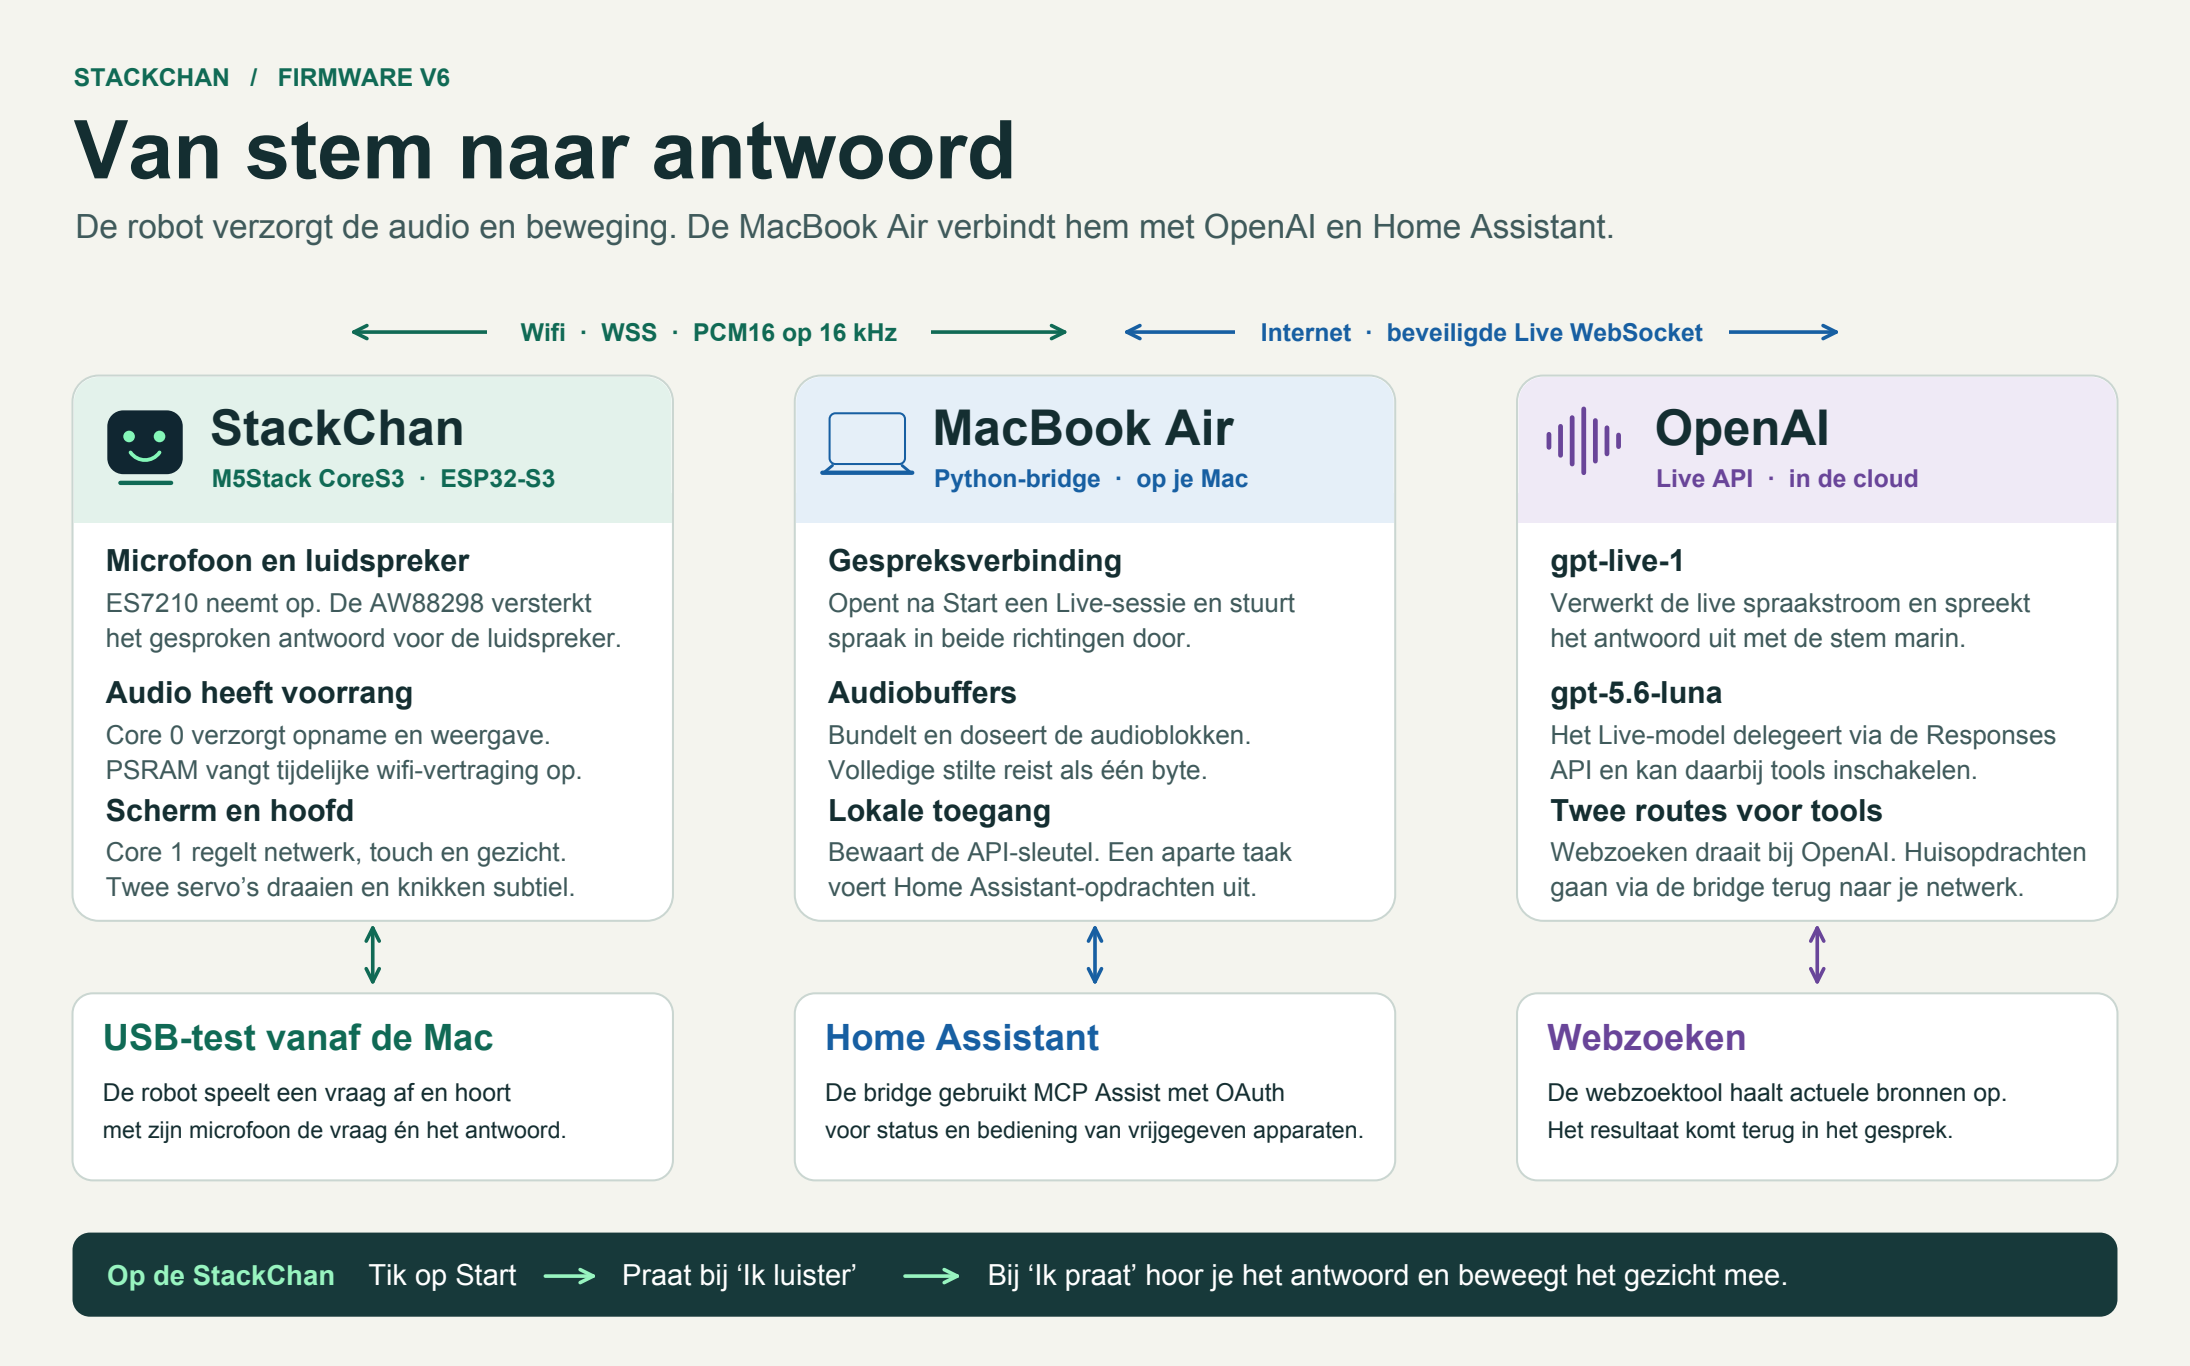 STACKCHAN / FIRMWARE V6
Van stem naar antwoord
De robot verzorgt de audio en beweging. De MacBook Air verbindt hem met OpenAI en Home Assistant.
Wifi · WSS · PCM16 op 16 kHz
Internet · beveiligde Live WebSocket
StackChan
M5Stack CoreS3 · ESP32-S3
Microfoon en luidspreker
ES7210 neemt op. De AW88298 versterkt
het gesproken antwoord voor de luidspreker.
Audio heeft voorrang
Core 0 verzorgt opname en weergave.
PSRAM vangt tijdelijke wifi-vertraging op.
Scherm en hoofd
Core 1 regelt netwerk, touch en gezicht.
Twee servo’s draaien en knikken subtiel.
MacBook Air
Python-bridge · op je Mac
Gespreksverbinding
Opent na Start een Live-sessie en stuurt
spraak in beide richtingen door.
Audiobuffers
Bundelt en doseert de audioblokken.
Volledige stilte reist als één byte.
Lokale toegang
Bewaart de API-sleutel. Een aparte taak
voert Home Assistant-opdrachten uit.
OpenAI
Live API · in de cloud
gpt-live-1
Verwerkt de live spraakstroom en spreekt
het antwoord uit met de stem marin.
gpt-5.6-luna
Het Live-model delegeert via de Responses
API en kan daarbij tools inschakelen.
Twee routes voor tools
Webzoeken draait bij OpenAI. Huisopdrachten
gaan via de bridge terug naar je netwerk.
USB-test vanaf de Mac
De robot speelt een vraag af en hoort
met zijn microfoon de vraag én het antwoord.
Home Assistant
De bridge gebruikt MCP Assist met OAuth
voor status en bediening van vrijgegeven apparaten.
Webzoeken
De webzoektool haalt actuele bronnen op.
Het resultaat komt terug in het gesprek.
Op de StackChan Tik op Start → Praat bij ‘Ik luister’ → Bij ‘Ik praat’ hoor je het antwoord en beweegt het gezicht mee.